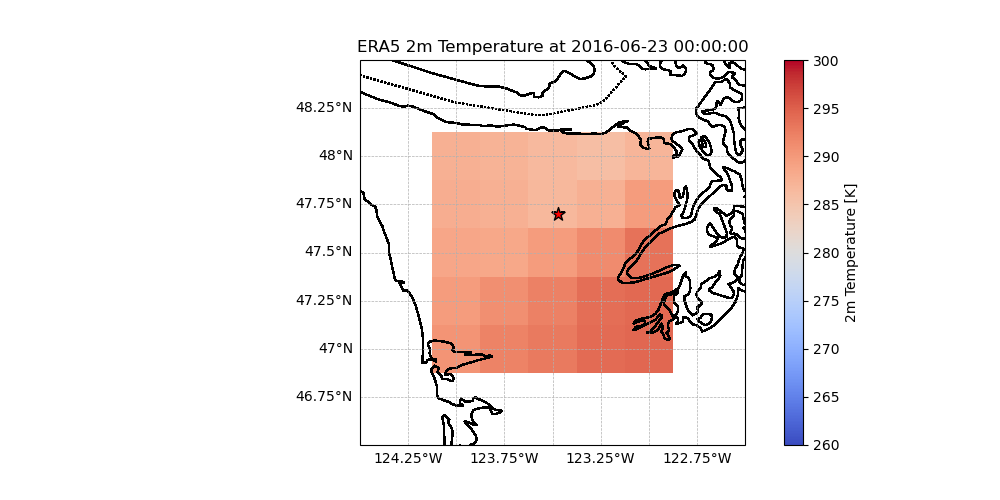 ERA5 2m Temperature at 2016-06-23 00:00:00
48.25°N
48°N
47.75°N
47.5°N
47.25°N
47°N
46.75°N
124.25°W 123.75°W 123.25°W 122.75°W
300
295
290
285
280
275
270
265
260
2m Temperature [K]